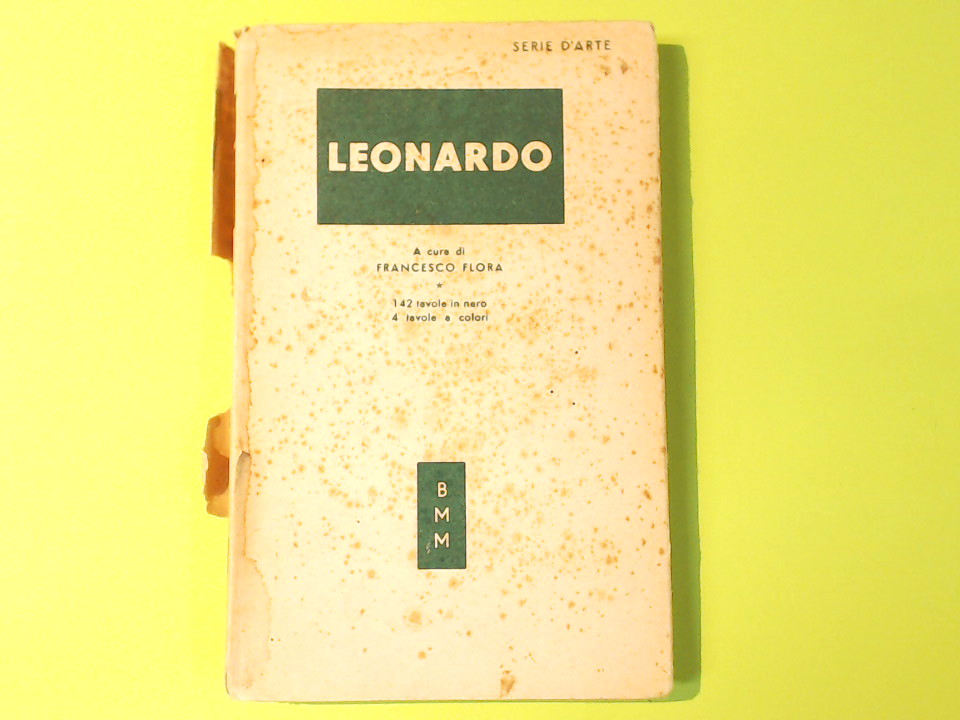 SERIE D'ARTE
LEONARDO
A cura di
FRANCESCO FLORA
★
142 tavole in nero
4 tavole a colori
B
M
M